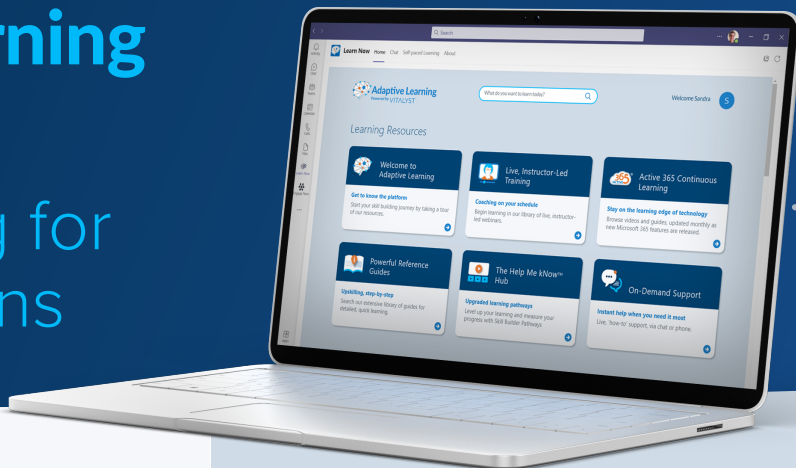 rning
g for
ns
Search
Learn Now Home Chat Self-paced Learning About
Adaptive Learning
Powered by VITALYST
What do you want to learn today?
Welcome Sandra
S
Learning Resources
Welcome to
Adaptive Learning
Get to know the platform
Start your skill building journey by taking a tour
of our resources.
Live, Instructor-Led
Training
Coaching on your schedule
Begin learning in our library of live, instructor-
led webinars.
365
Active 365 Continuous
Learning
Stay on the learning edge of technology
Browse videos and guides, updated monthly as
new Microsoft 365 features are released.
Powerful Reference
Guides
Upskilling, step-by-step
Search our extensive library of guides for
detailed, quick learning.
The Help Me kNow™
Hub
Upgraded learning pathways
Level up your learning and measure your
progress with Skill Builder Pathways
On-Demand Support
Instant help when you need it most
Live, 'how-to' support, via chat or phone.